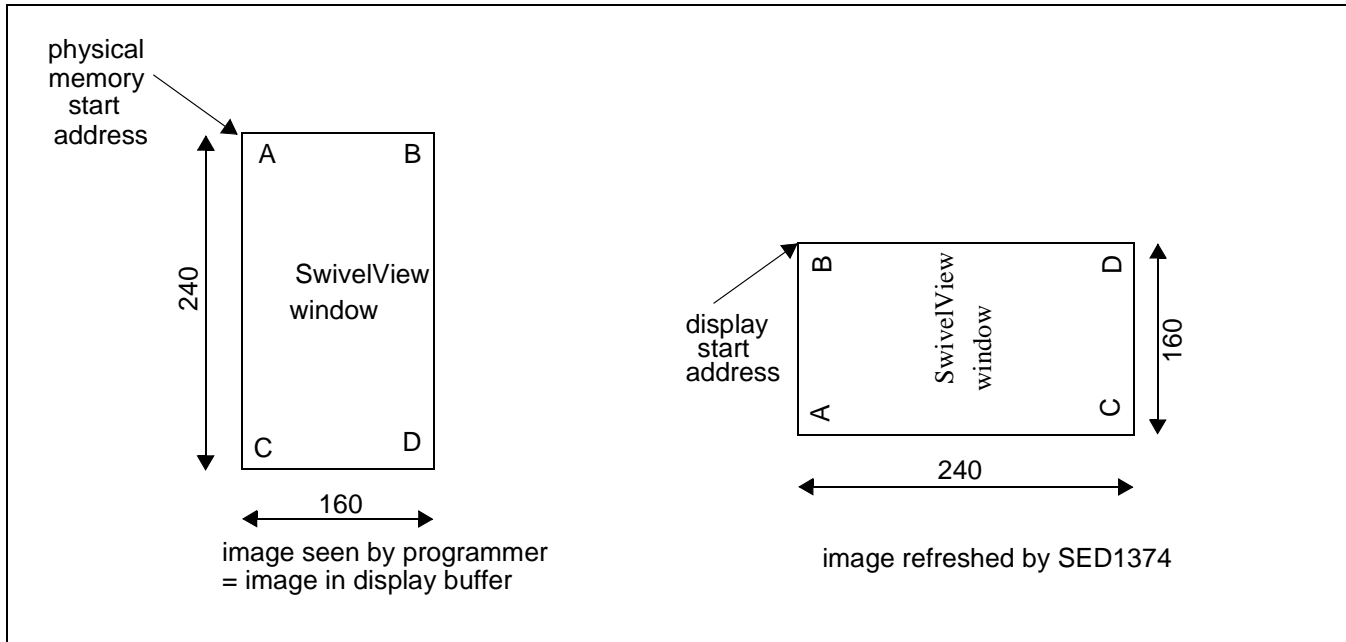 physical
memory
start
address
A B
240
SwivelView
window
C D
160
image seen by programmer
= image in display buffer
display
start
address
B
D
SwivelView
window
A
C
160
240
image refreshed by SED1374